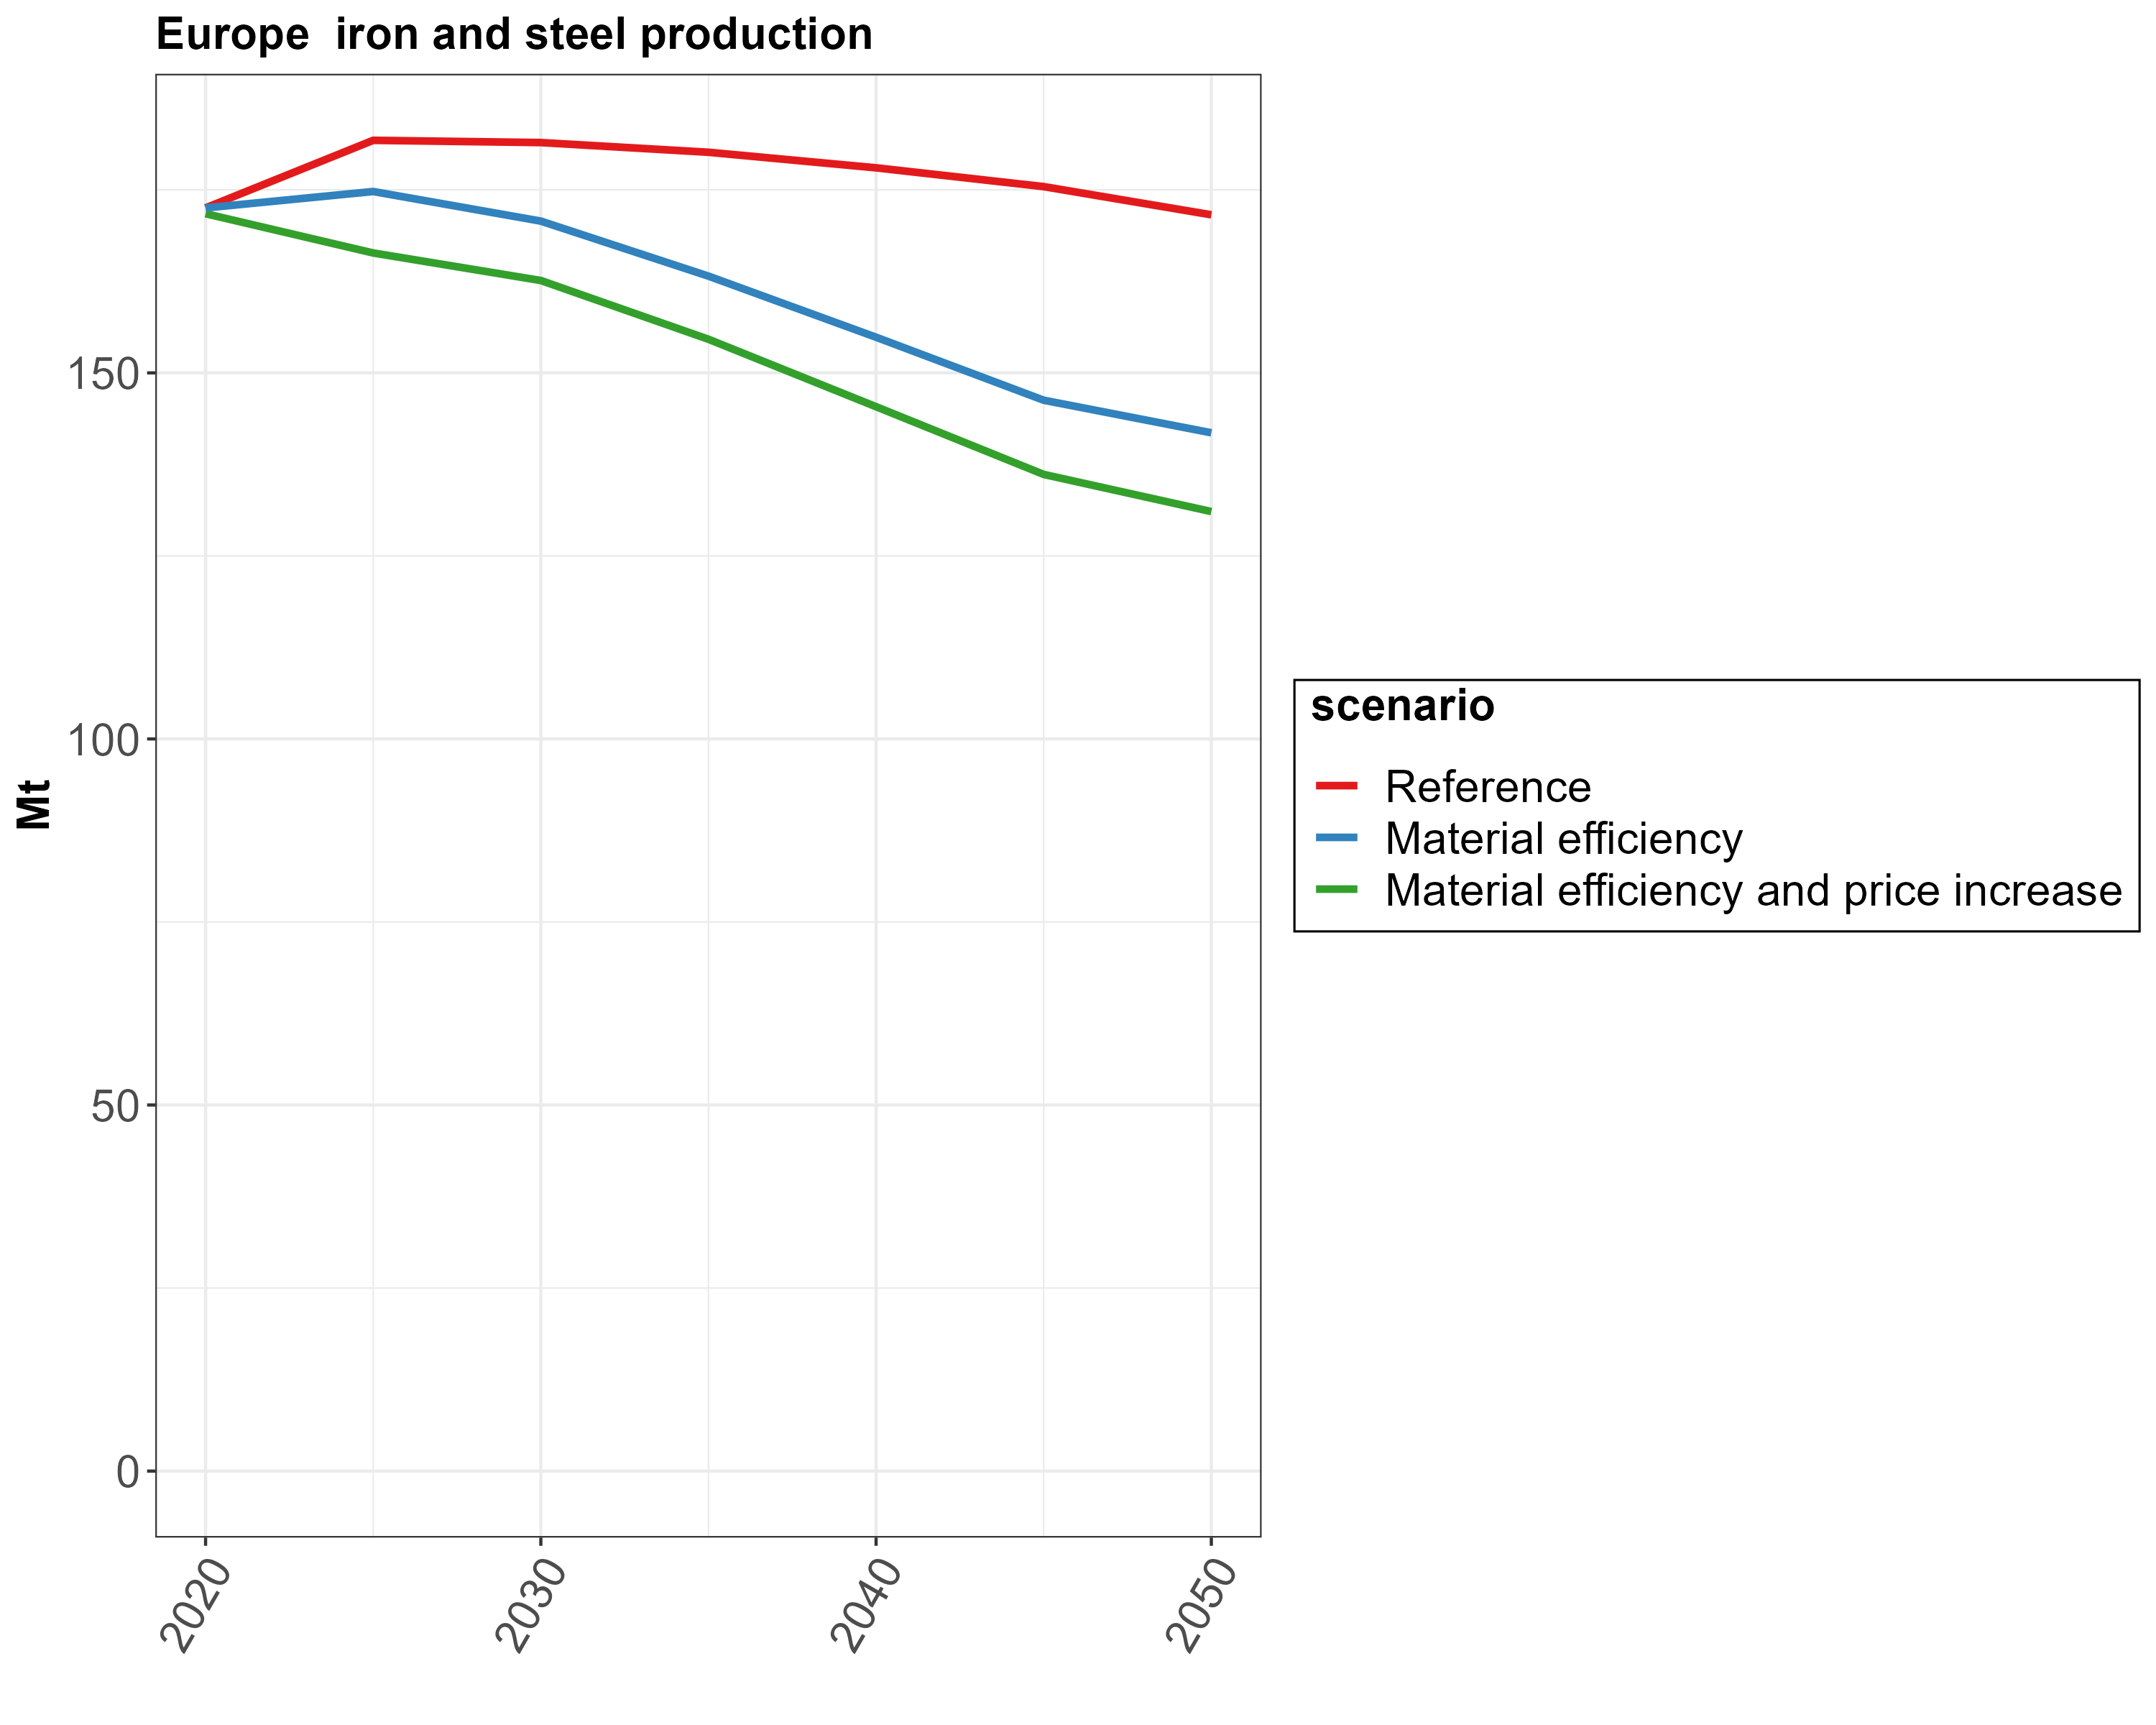 Europe  iron and steel production
Mt
150
100
50
0
2020
2030
2040
2050
scenario
Reference
Material efficiency
Material efficiency and price increase